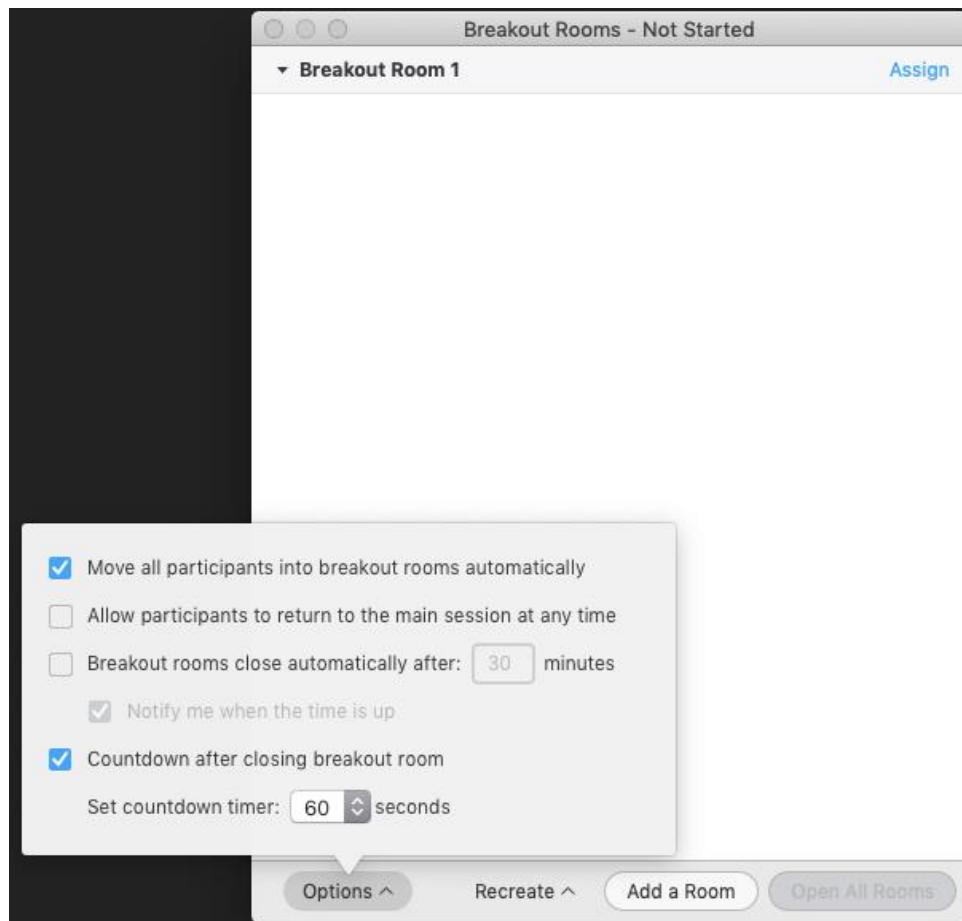 Breakout Rooms - Not Started
Breakout Room 1 Assign
Move all participants into breakout rooms automatically
Allow participants to return to the main session at any time
Breakout rooms close automatically after: 30 minutes
Notify me when the time is up
Countdown after closing breakout room
Set countdown timer: 60 seconds
Options Recreate Add a Room Open All Rooms